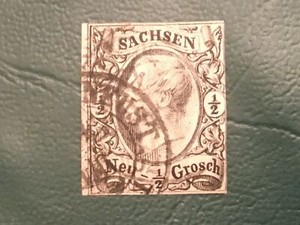 SACHSEN
½ ½
Neu ½ Grosch